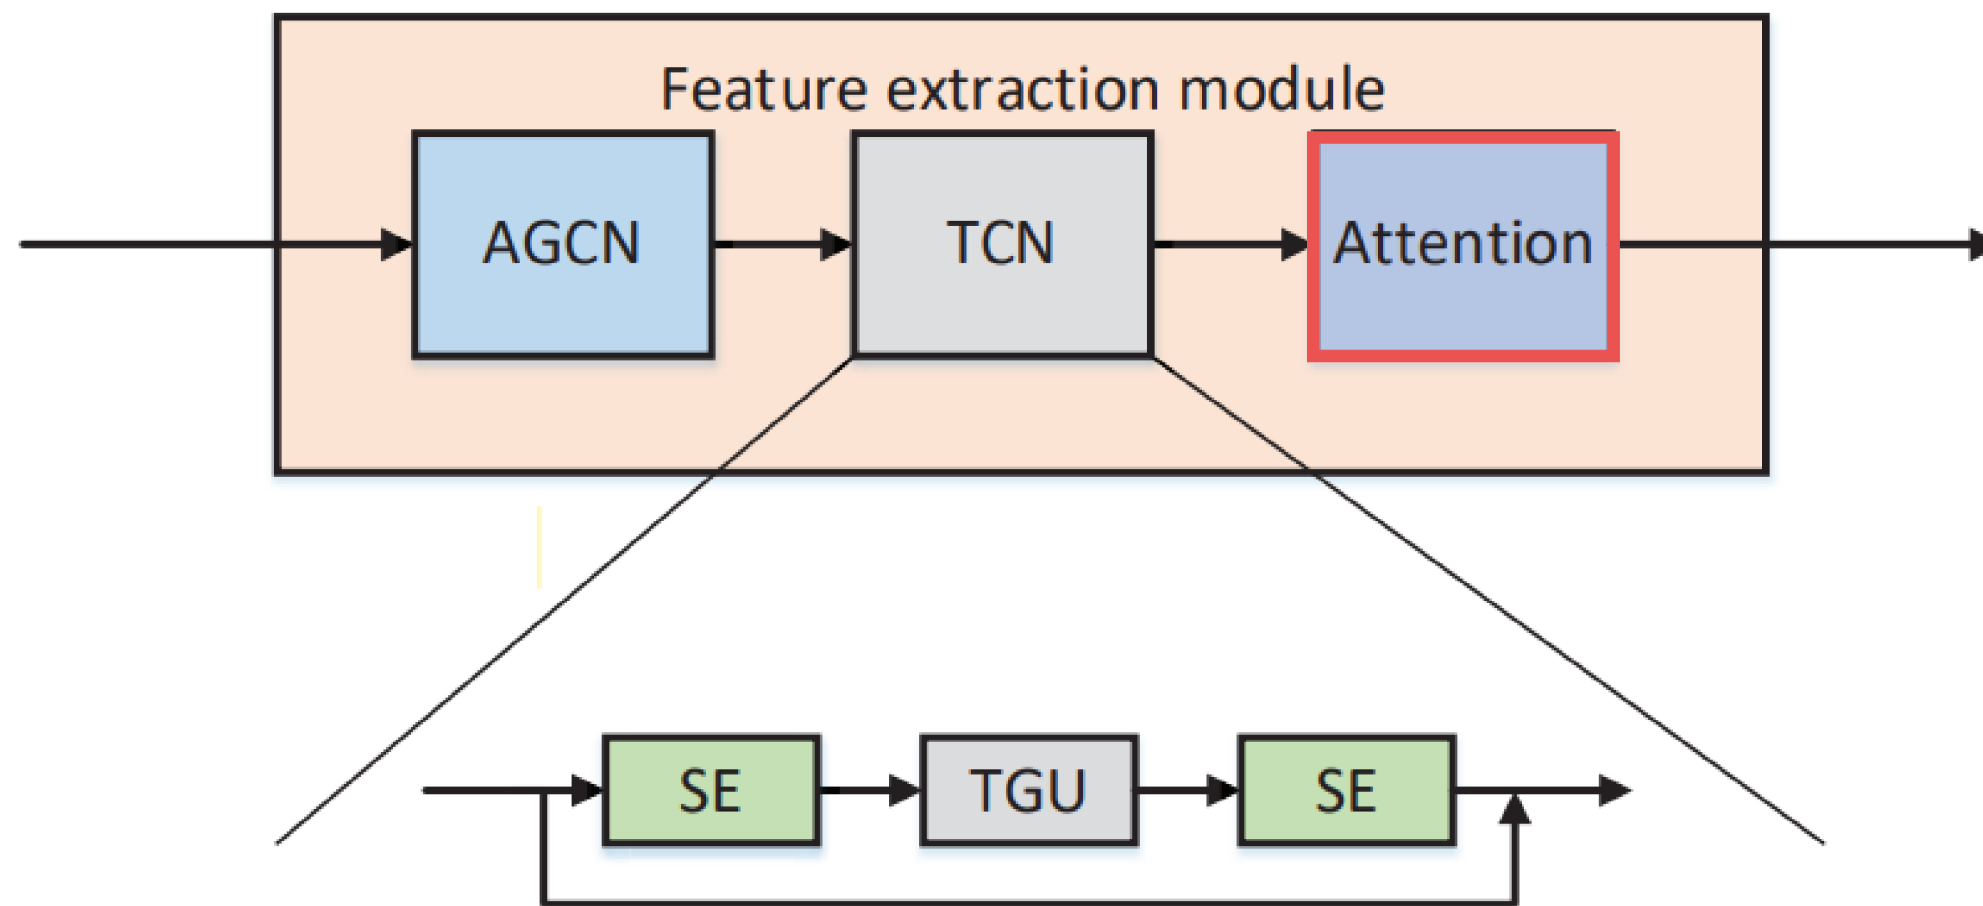 Feature extraction module
AGCN
TCN
Attention
SE
TGU
SE